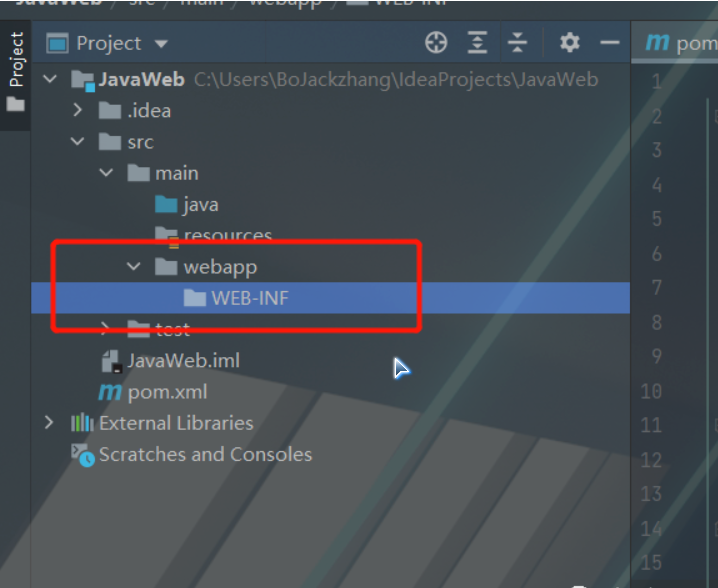 JavaWeb / src / main / webapp / WEB-INF
Project
Project
m pom
JavaWeb C:\Users\BoJackzhang\IdeaProjects\JavaWeb
.idea
src
main
java
resources
webapp
WEB-INF
test
JavaWeb.iml
m pom.xml
External Libraries
Scratches and Consoles
1
2
3
4
5
6
7
8
9
10
11
12
13
14
15